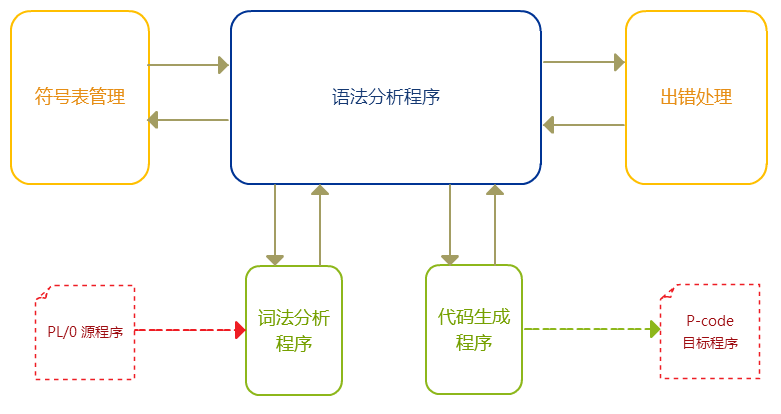 符号表管理
语法分析程序
出错处理
PL/0 源程序
词法分析
程序
代码生成
程序
P-code
目标程序